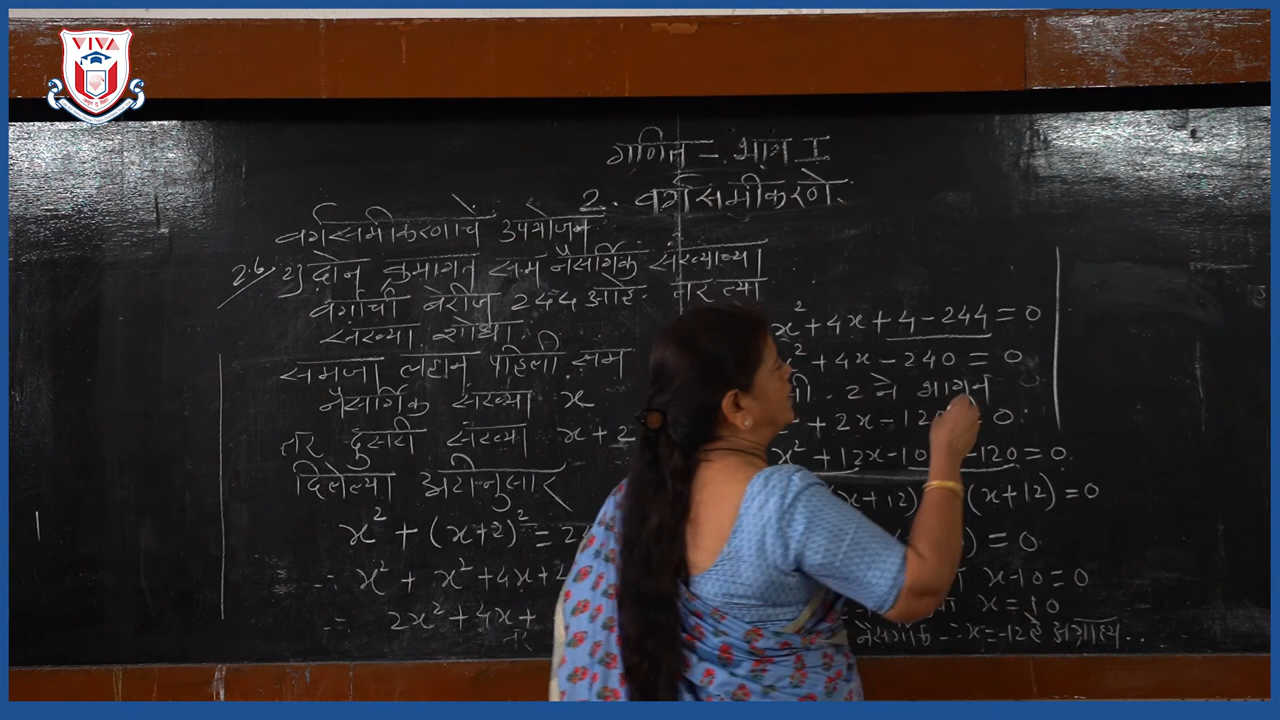 VIVA
गणित - भाग I
2. वर्गसमीकरणे.
वर्गसमीकरणाचे उपयोजन
2.6 1) दोन क्रमागत सम नैसर्गिक संख्याच्या
वर्गाची बेरीज 244 आहे. तर त्या
संख्या शोधा.
समजा लहान पहिली सम
नैसर्गिक संख्या x
तर दुसरी संख्या x+2
दिलेल्या अटीनुसार
x² + (x+2)² = 2
∴ x² + x² + 4x +
∴ 2x² + 4x +
x² + 4x + 4 - 244 = 0
² + 4x - 240 = 0
2 ने भागून
+ 2x - 120 = 0.
x² + 12x - 10 -120 = 0.
(x+12) (x+12) = 0
) = 0
x-10 = 0
x = 10
नैसर्गिक ∴ x = -12 हे अग्राह्य..